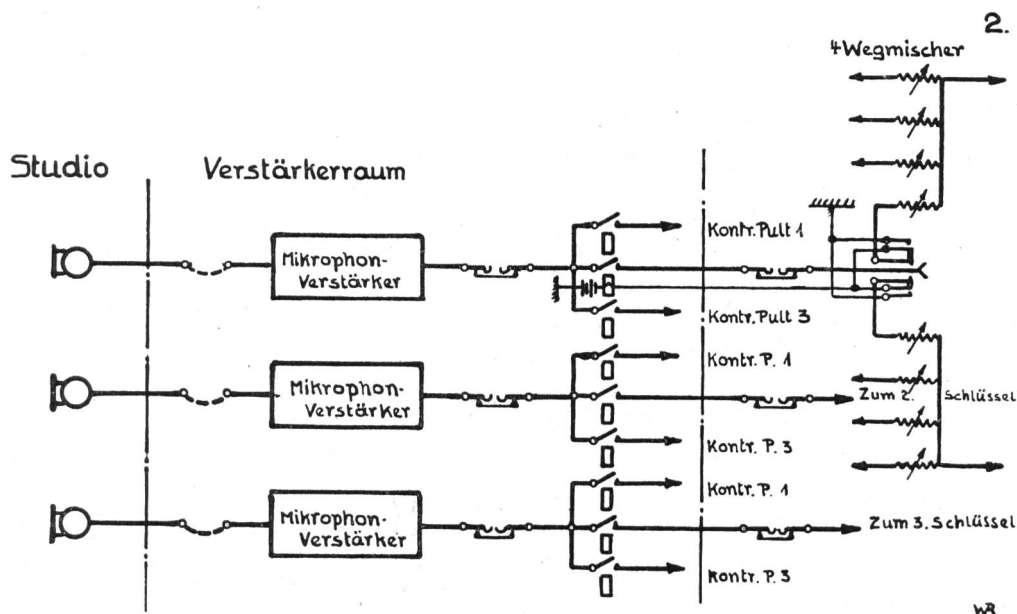 2.
4Wegmischer
Studio
Verstärkerraum
Mikrophon-
Verstärker
Kontr. Pult 1
Kontr. Pult 3
Mikrophon-
Verstärker
Kontr. P. 1
Zum 2. Schlüssel
Kontr. P. 3
Mikrophon-
Verstärker
Kontr. P. 1
Zum 3. Schlüssel
Kontr. P. 3
WR